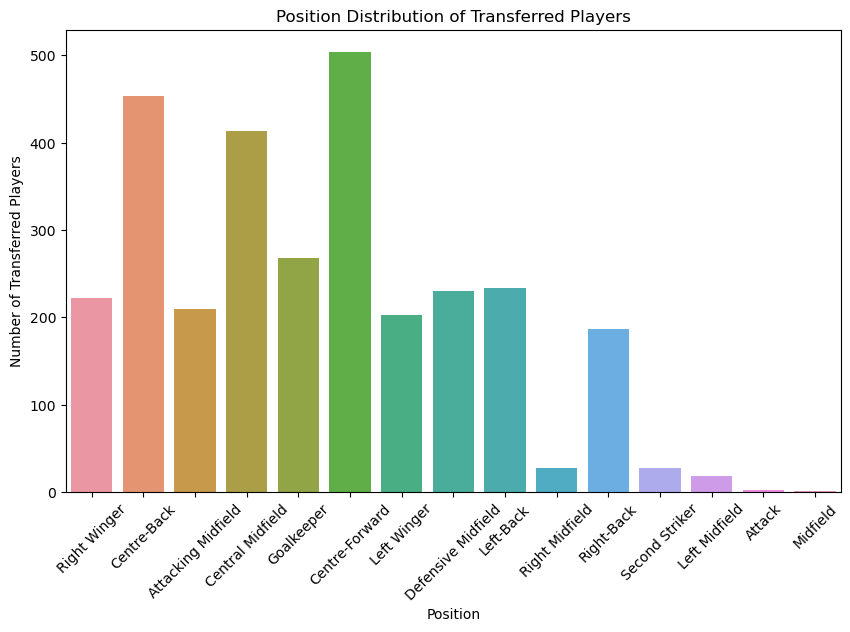 Position Distribution of Transferred Players
Number of Transferred Players
500
400
300
200
100
0
Right Winger
Centre-Back
Attacking Midfield
Central Midfield
Goalkeeper
Centre-Forward
Left Winger
Defensive Midfield
Left-Back
Right Midfield
Right-Back
Second Striker
Left Midfield
Attack
Midfield
Position